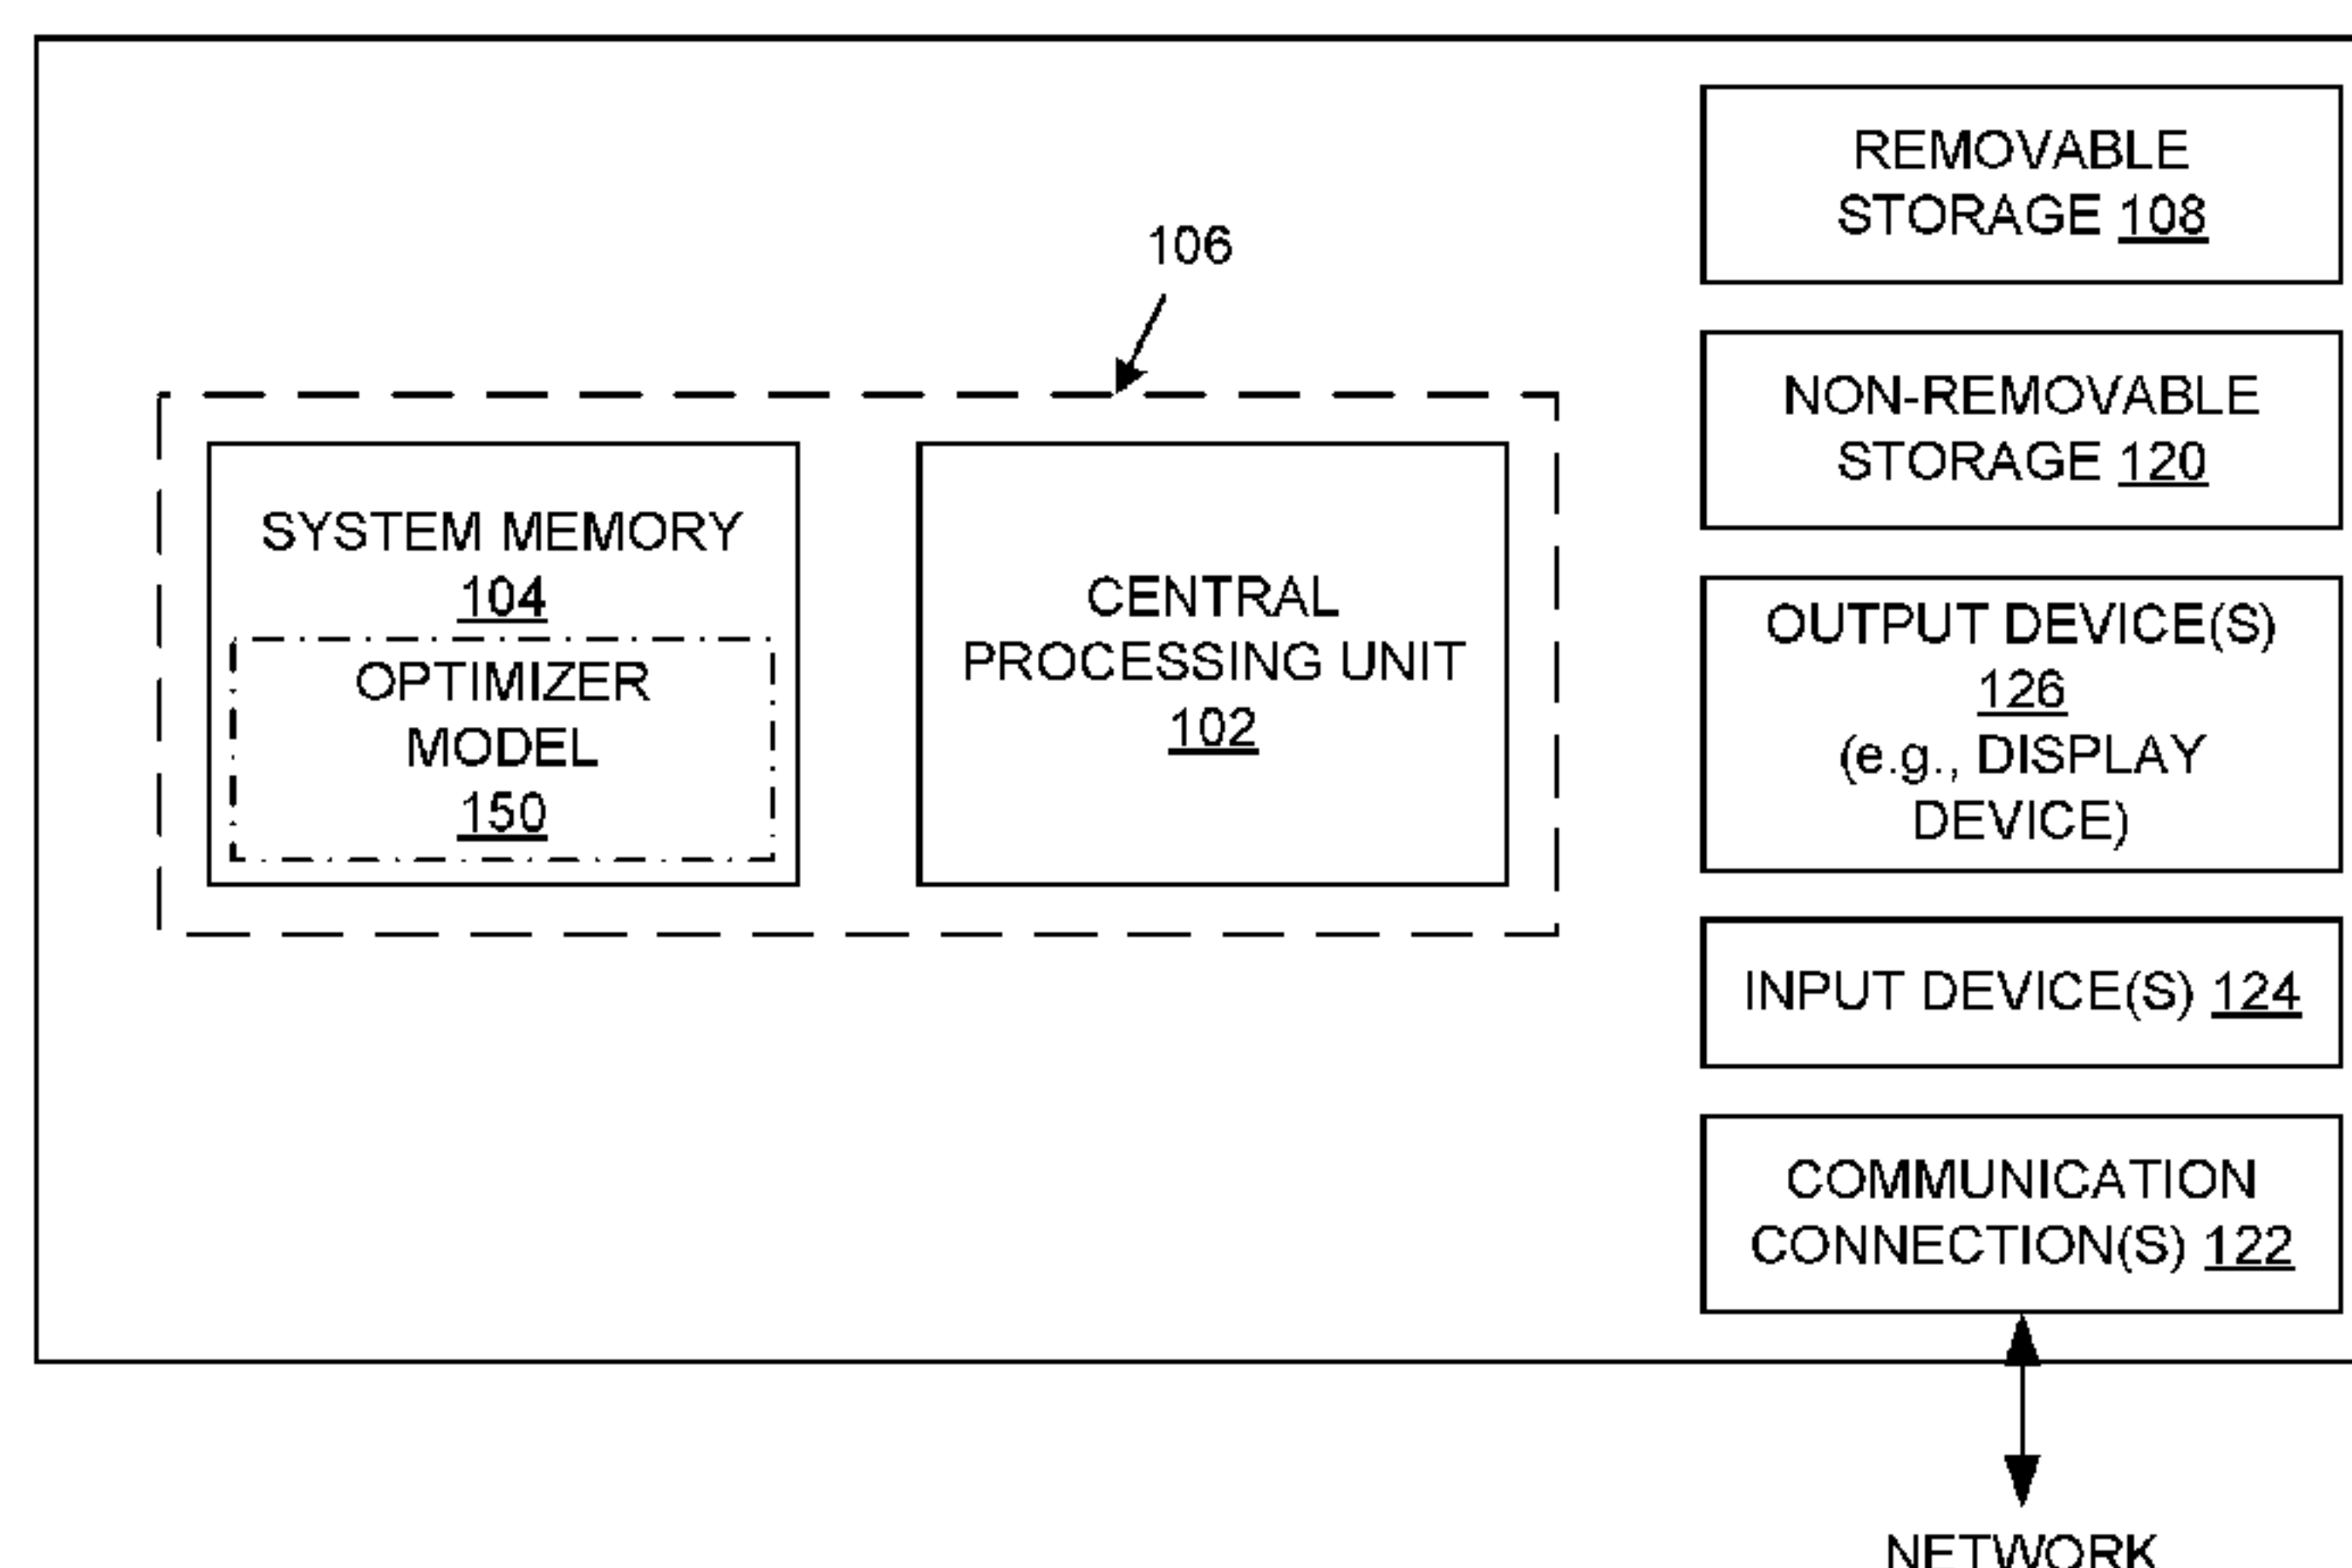 106
SYSTEM MEMORY
104
OPTIMIZER
MODEL
150
CENTRAL
PROCESSING UNIT
102
REMOVABLE
STORAGE 108
NON-REMOVABLE
STORAGE 120
OUTPUT DEVICE(S)
126
(e.g., DISPLAY
DEVICE)
INPUT DEVICE(S) 124
COMMUNICATION
CONNECTION(S) 122
NETWORK